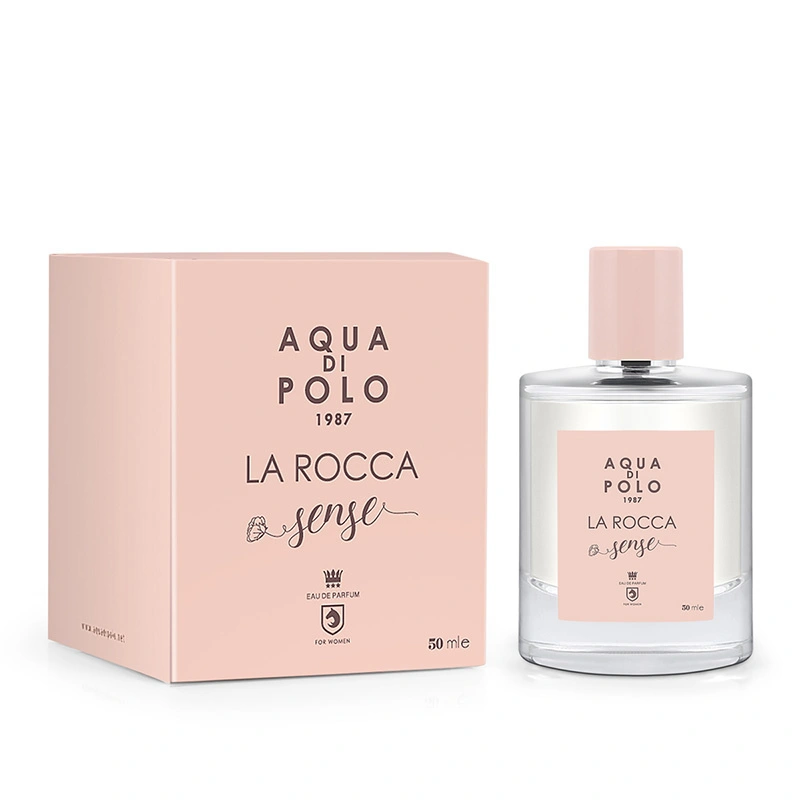 AQUA
DI
POLO
1987
LA ROCCA
sense
EAU DE PARFUM
FOR WOMEN
50 mle
AQUA
DI
POLO
1987
LA ROCCA
sense
EAU DE PARFUM
FOR WOMEN
50 mle